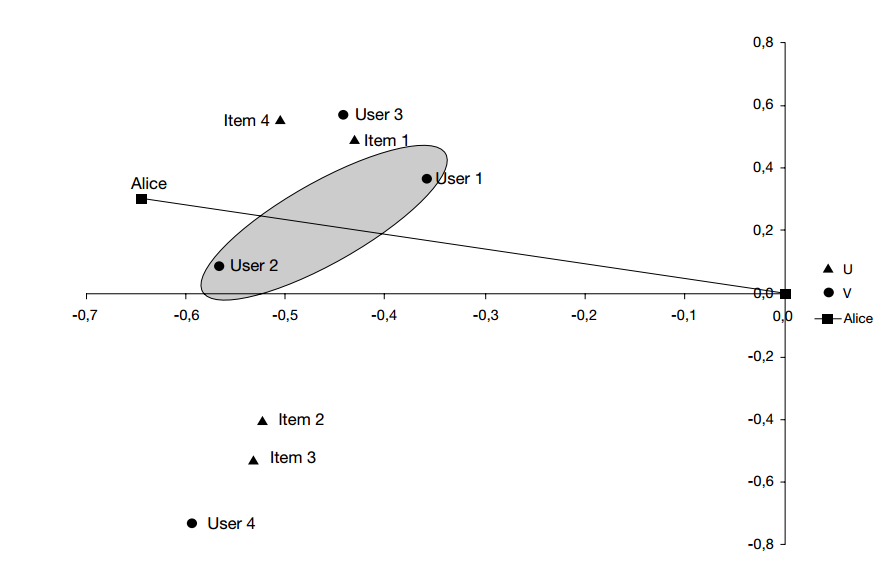 0,8
0,6
Item 4
User 3
Item 1
0,4
Alice
User 1
0,2
User 2
U
0,0
V
-0,7 -0,6 -0,5 -0,4 -0,3 -0,2 -0,1 0,0
Alice
-0,2
Item 2
-0,4
Item 3
-0,6
User 4
-0,8